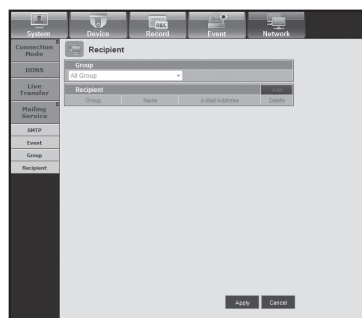 System Device Record Event Network
REC
Connection Mode
DDNS
Live Transfer
Mailing Service
SMTP
Event
Group
Recipient
Recipient
Group
All Group
Recipient Add
Group Name e-Mail Address Delete
Apply Cancel